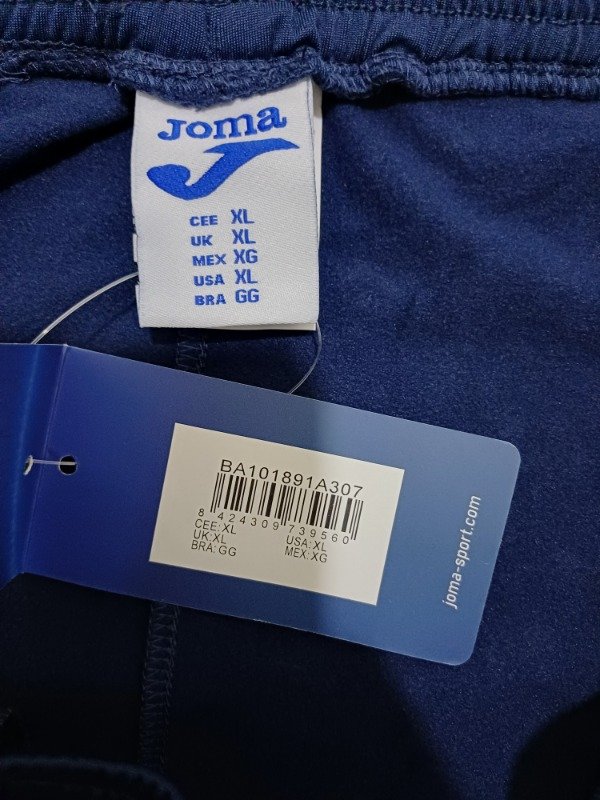 Joma
CEE XL
UK XL
MEX XG
USA XL
BRA GG
BA101891A307
8 424309 739560
CEE:XL USA:XL
UK:XL MEX:XG
BRA:GG
joma-sport.com